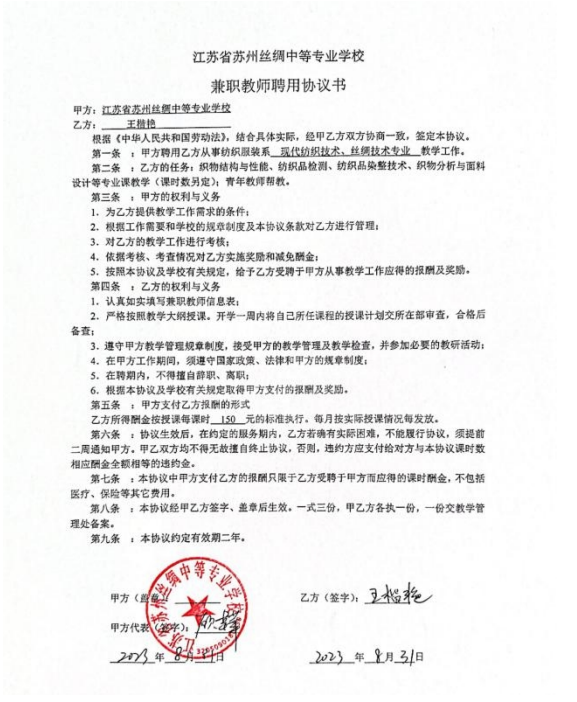 江苏省苏州丝绸中等专业学校
兼职教师聘用协议书
甲方：江苏省苏州丝绸中等专业学校
乙方： 王楷艳
根据《中华人民共和国劳动法》，结合具体实际，经甲乙方双方协商一致，签定本协议。
第一条 ：甲方聘用乙方从事纺织服装系 现代纺织技术、丝绸技术专业 教学工作。
第二条 ：乙方的任务：织物结构与性能、纺织品检测、纺织品染整技术、织物分析与面料
设计等专业课教学（课时数另定）；青年教师帮教。
第三条 ：甲方的权利与义务
1．为乙方提供教学工作需求的条件；
2．根据工作需要和学校的规章制度及本协议条款对乙方进行管理；
3．对乙方的教学工作进行考核；
4．依据考核、考查情况对乙方实施奖励和减免酬金；
5．按照本协议及学校有关规定，给予乙方受聘于甲方从事教学工作应得的报酬及奖励。
第四条 ：乙方的权利与义务
1．认真如实填写兼职教师信息表；
2．严格按照教学大纲授课。开学一周内将自己所任课程的授课计划交所在部审查，合格后
备查；
3．遵守甲方教学管理规章制度，接受甲方的教学管理及教学检查，并参加必要的教研活动；
4．在甲方工作期间，须遵守国家政策、法律和甲方的规章制度；
5．在聘期内，不得擅自辞职、离职；
6．根据本协议及学校有关规定取得甲方支付的报酬及奖励。
第五条 ：甲方支付乙方报酬的形式
乙方所得酬金按授课每课时 150 元的标准执行。每月按实际授课情况每发放。
第六条 ：协议生效后，在约定的服务期内，乙方若确有实际困难，不能履行协议，须提前
二周通知甲方。甲乙双方均不得无故擅自终止协议，否则，违约方应支付给对方与本协议课时数
相应酬金全额相等的违约金。
第七条 ：本协议中甲方支付乙方的报酬只限于乙方受聘于甲方而应得的课时酬金，不包括
医疗、保险等其它费用。
第八条 ：本协议经甲乙方签字、盖章后生效。一式三份，甲乙方各执一份，一份交教学管
理处备案。
第九条 ：本协议约定有效期二年。
甲方（盖章）
乙方（签字）：王楷艳
甲方代表（签字）：
江苏省苏州丝绸中等专业学校
2023 年 8 月 31 日
2023 年 8 月 31 日